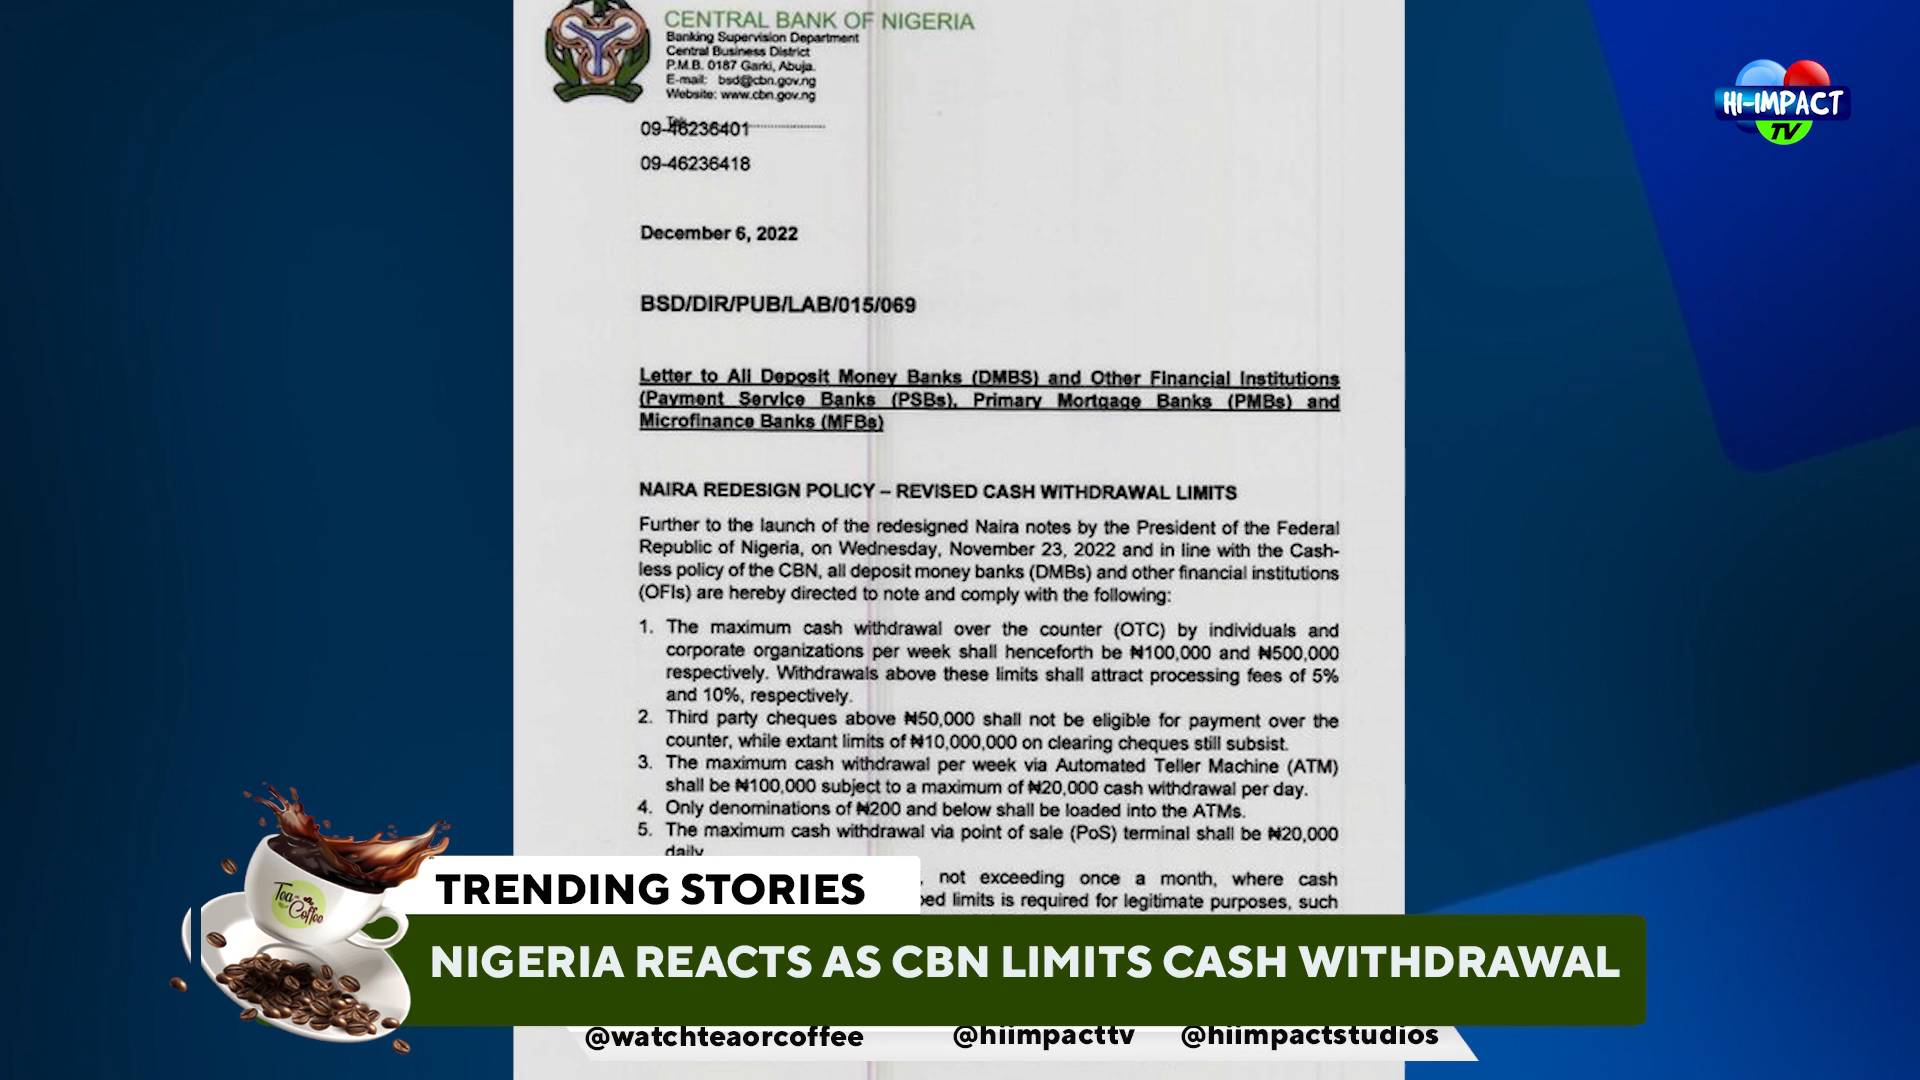 CENTRAL BANK OF NIGERIA
Banking Supervision Department
Central Business District
P.M.B. 0187 Garki, Abuja.
E-mail: bsd@cbn.gov.ng
Website: www.cbn.gov.ng
09-46236401
09-46236418
December 6, 2022
BSD/DIR/PUB/LAB/015/069
Letter to All Deposit Money Banks (DMBS) and Other Financial Institutions
(Payment Service Banks (PSBs), Primary Mortgage Banks (PMBs) and
Microfinance Banks (MFBs)
NAIRA REDESIGN POLICY – REVISED CASH WITHDRAWAL LIMITS
Further to the launch of the redesigned Naira notes by the President of the Federal
Republic of Nigeria, on Wednesday, November 23, 2022 and in line with the Cash-
less policy of the CBN, all deposit money banks (DMBs) and other financial institutions
(OFIs) are hereby directed to note and comply with the following:
1. The maximum cash withdrawal over the counter (OTC) by individuals and
corporate organizations per week shall henceforth be ₦100,000 and ₦500,000
respectively. Withdrawals above these limits shall attract processing fees of 5%
and 10%, respectively.
2. Third party cheques above ₦50,000 shall not be eligible for payment over the
counter, while extant limits of ₦10,000,000 on clearing cheques still subsist.
3. The maximum cash withdrawal per week via Automated Teller Machine (ATM)
shall be ₦100,000 subject to a maximum of ₦20,000 cash withdrawal per day.
4. Only denominations of ₦200 and below shall be loaded into the ATMs.
5. The maximum cash withdrawal via point of sale (PoS) terminal shall be ₦20,000
daily
, not exceeding once a month, where cash
limits is required for legitimate purposes, such
HI-IMPACT
TV
Tea or
Coffee
TRENDING STORIES
NIGERIA REACTS AS CBN LIMITS CASH WITHDRAWAL
@watchteaorcoffee @hiimpacttv @hiimpactstudios